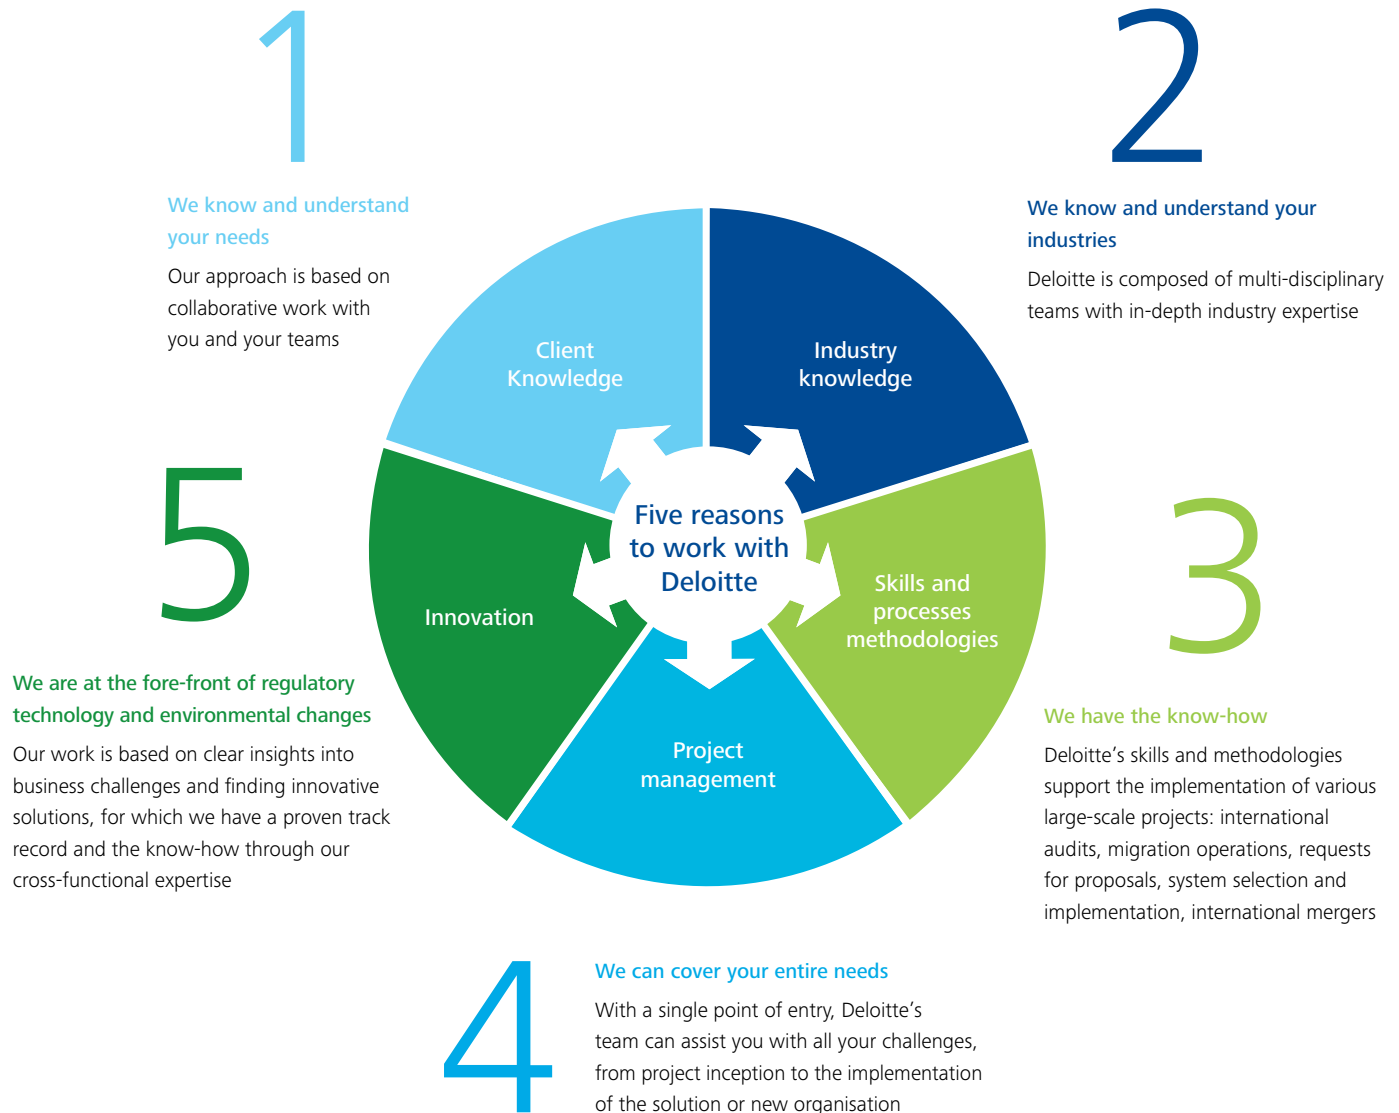 1
We know and understand
your needs
Our approach is based on
collaborative work with
you and your teams
2
We know and understand your
industries
Deloitte is composed of multi-disciplinary
teams with in-depth industry expertise
Client
Knowledge
Industry
knowledge
Five reasons
to work with
Deloitte
Skills and
processes
methodologies
Innovation
Project
management
3
We have the know-how
Deloitte's skills and methodologies
support the implementation of various
large-scale projects: international
audits, migration operations, requests
for proposals, system selection and
implementation, international mergers
4
We can cover your entire needs
With a single point of entry, Deloitte's
team can assist you with all your challenges,
from project inception to the implementation
of the solution or new organisation
5
We are at the fore-front of regulatory
technology and environmental changes
Our work is based on clear insights into
business challenges and finding innovative
solutions, for which we have a proven track
record and the know-how through our
cross-functional expertise